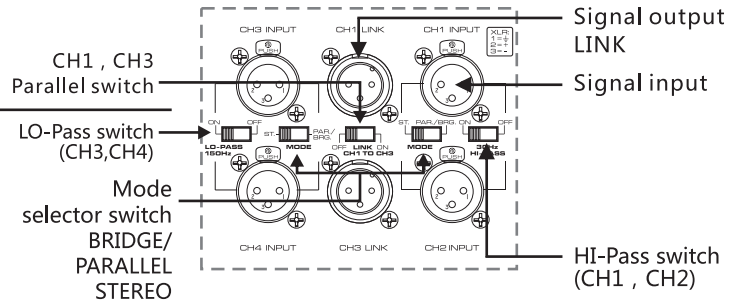 CH3 INPUT
CH1 LINK
CH1 INPUT
PUSH
PUSH
XLR:
1=⏚
2=+
3=-
Signal output
LINK
Signal input
CH1 , CH3
Parallel switch
LO-Pass switch
(CH3,CH4)
ON
OFF
LO-PASS
150Hz
ST.
PAR./
BRG.
MODE
OFF
LINK
ON
CH1 TO CH3
ST.
PAR./BRG.
MODE
ON
OFF
30Hz
HI-PASS
Mode
selector switch
BRIDGE/
PARALLEL
STEREO
PUSH
PUSH
CH4 INPUT
CH3 LINK
CH2 INPUT
HI-Pass switch
(CH1 , CH2)